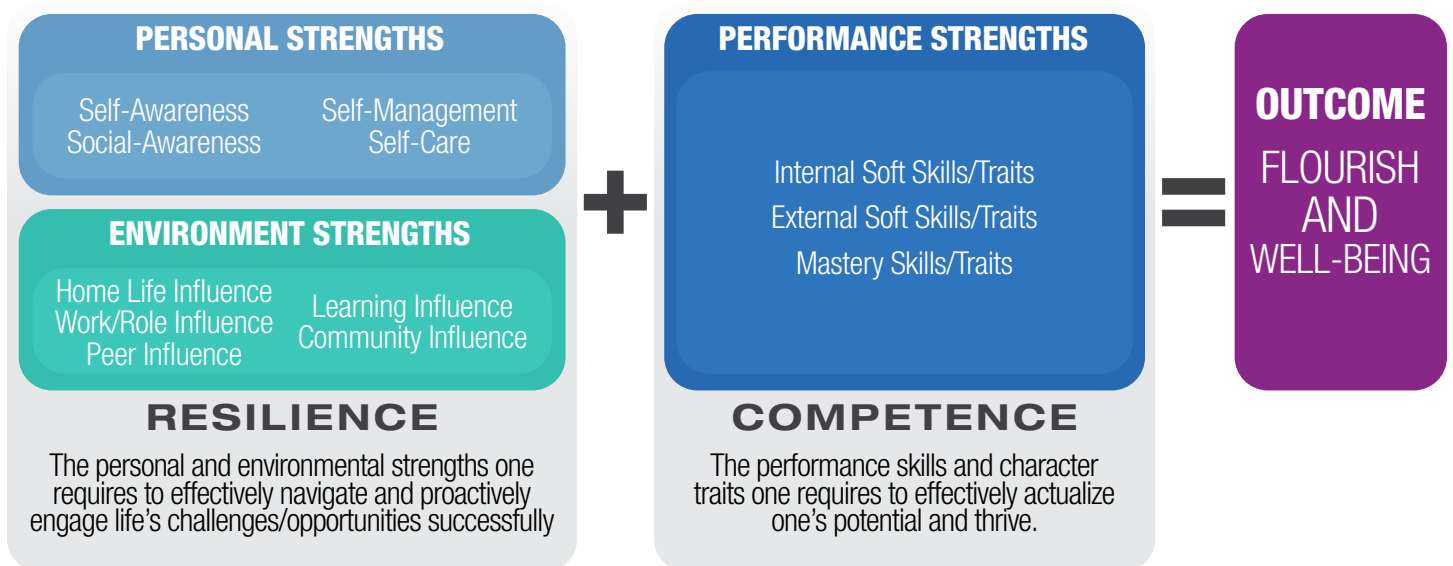 PERSONAL STRENGTHS
Self-Awareness
Social-Awareness
Self-Management
Self-Care
ENVIRONMENT STRENGTHS
Home Life Influence
Work/Role Influence
Peer Influence
Learning Influence
Community Influence
RESILIENCE
The personal and environmental strengths one
requires to effectively navigate and proactively
engage life’s challenges/opportunities successfully
+
PERFORMANCE STRENGTHS
Internal Soft Skills/Traits
External Soft Skills/Traits
Mastery Skills/Traits
COMPETENCE
The performance skills and character
traits one requires to effectively actualize
one’s potential and thrive.
=
OUTCOME
FLOURISH
AND
WELL-BEING